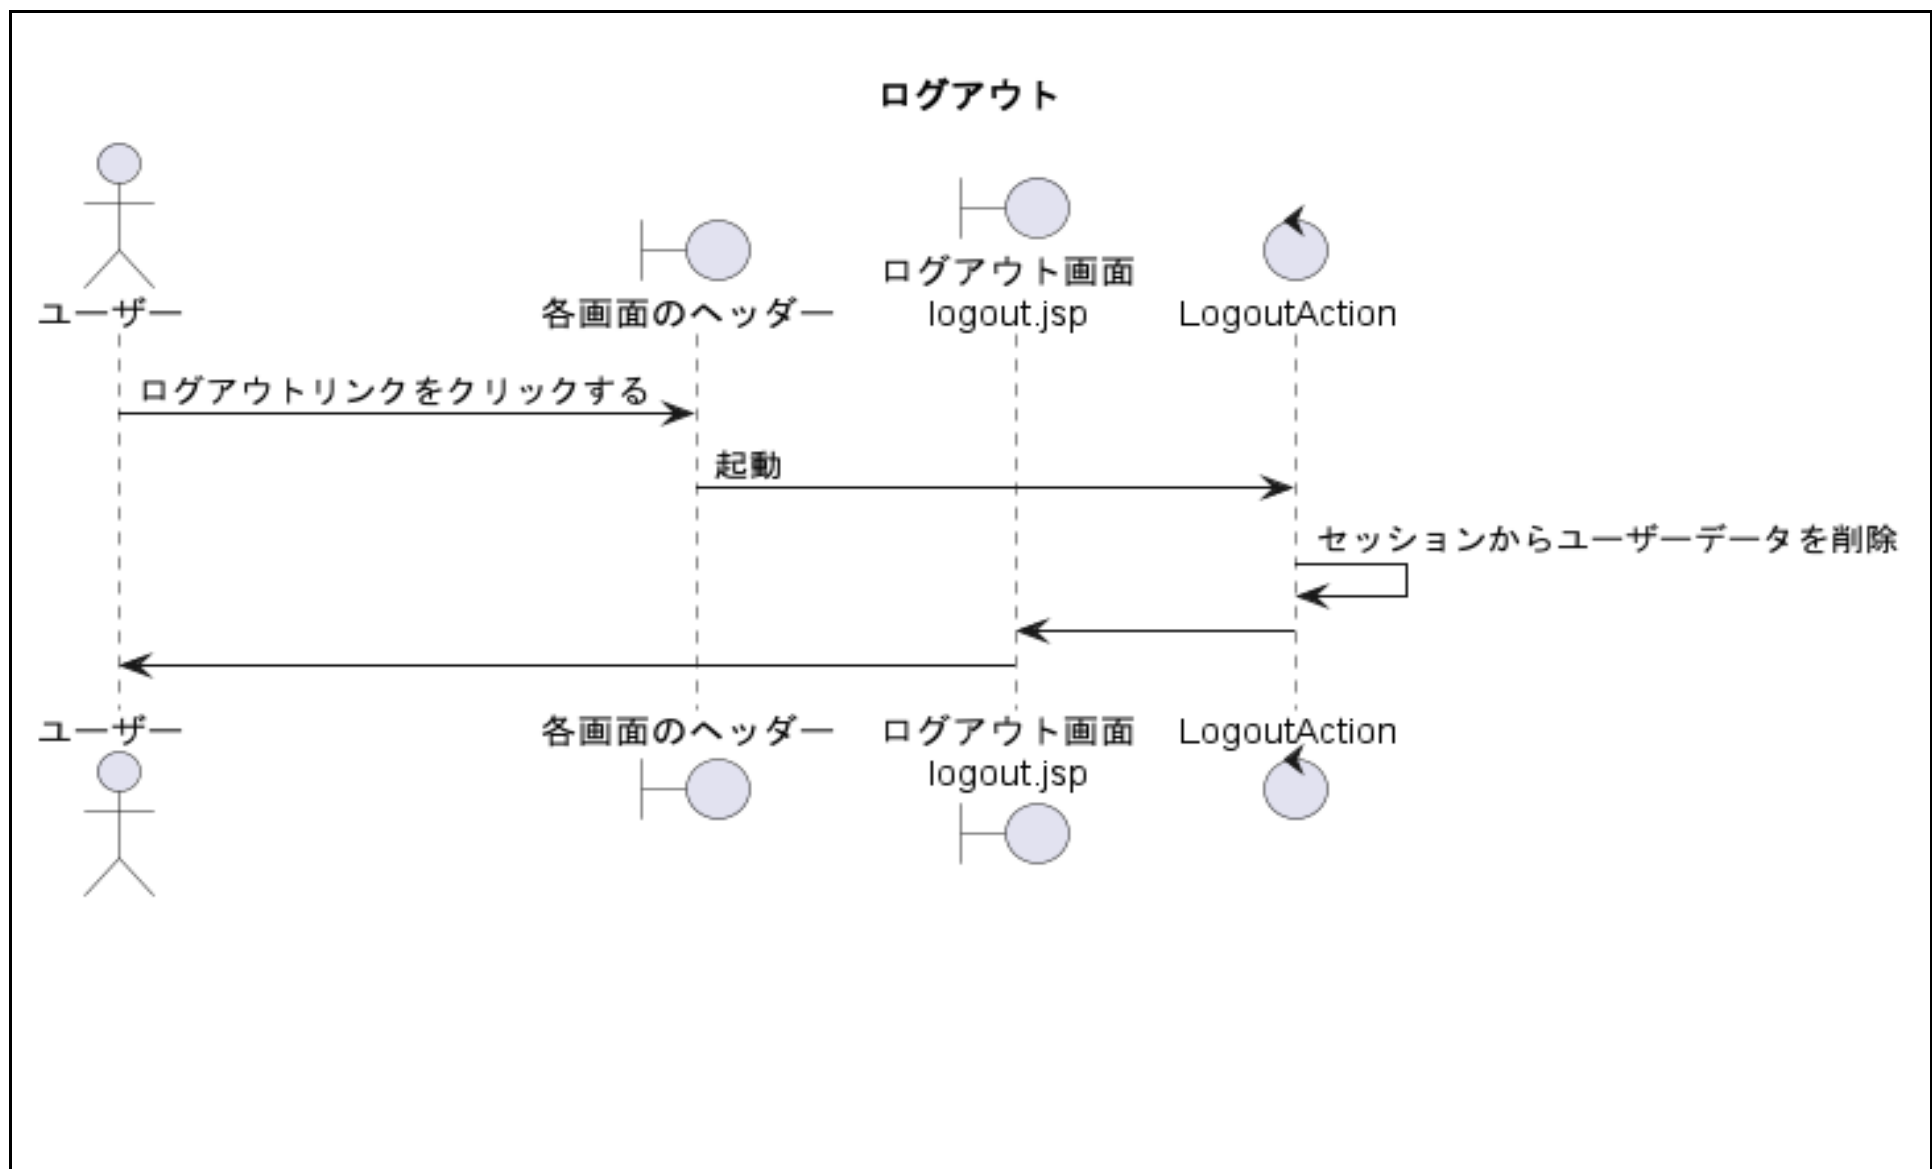 ログアウト
ユーザー
各画面のヘッダー
ログアウト画面
logout.jsp
LogoutAction
ログアウトリンクをクリックする
起動
セッションからユーザーデータを削除
ユーザー
各画面のヘッダー
ログアウト画面
logout.jsp
LogoutAction